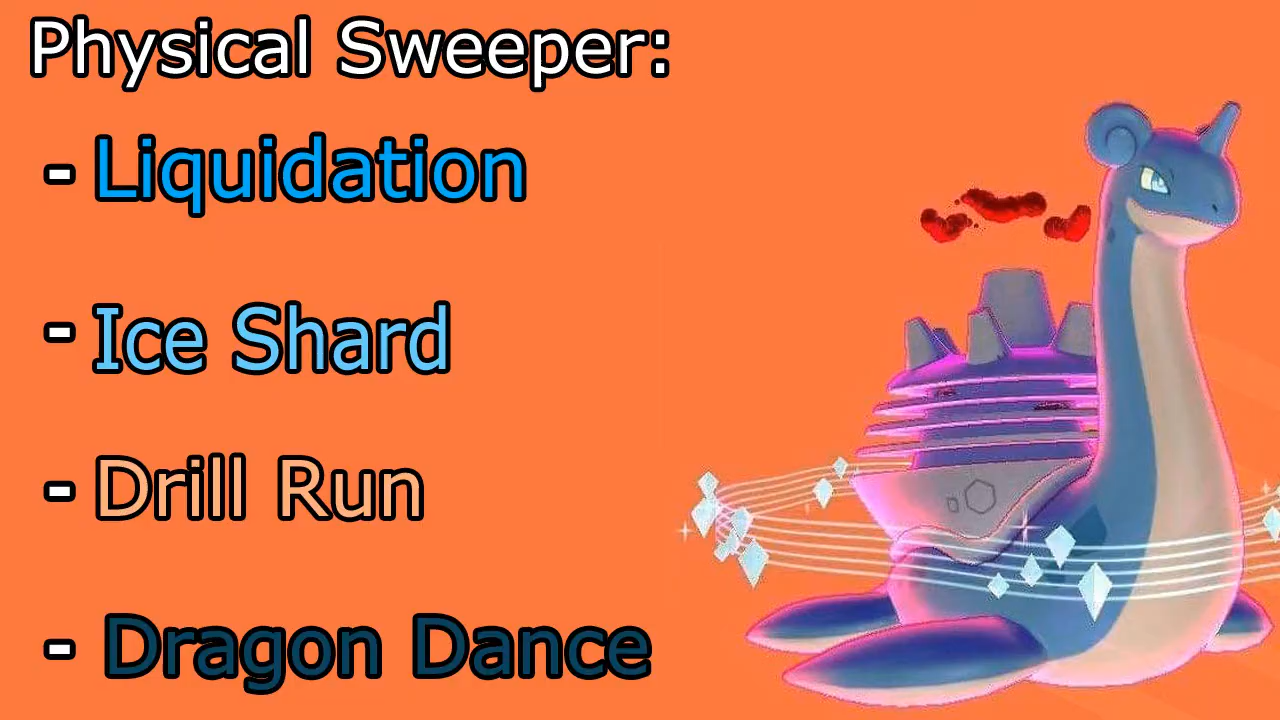 Physical Sweeper:
- Liquidation
- Ice Shard
- Drill Run
- Dragon Dance